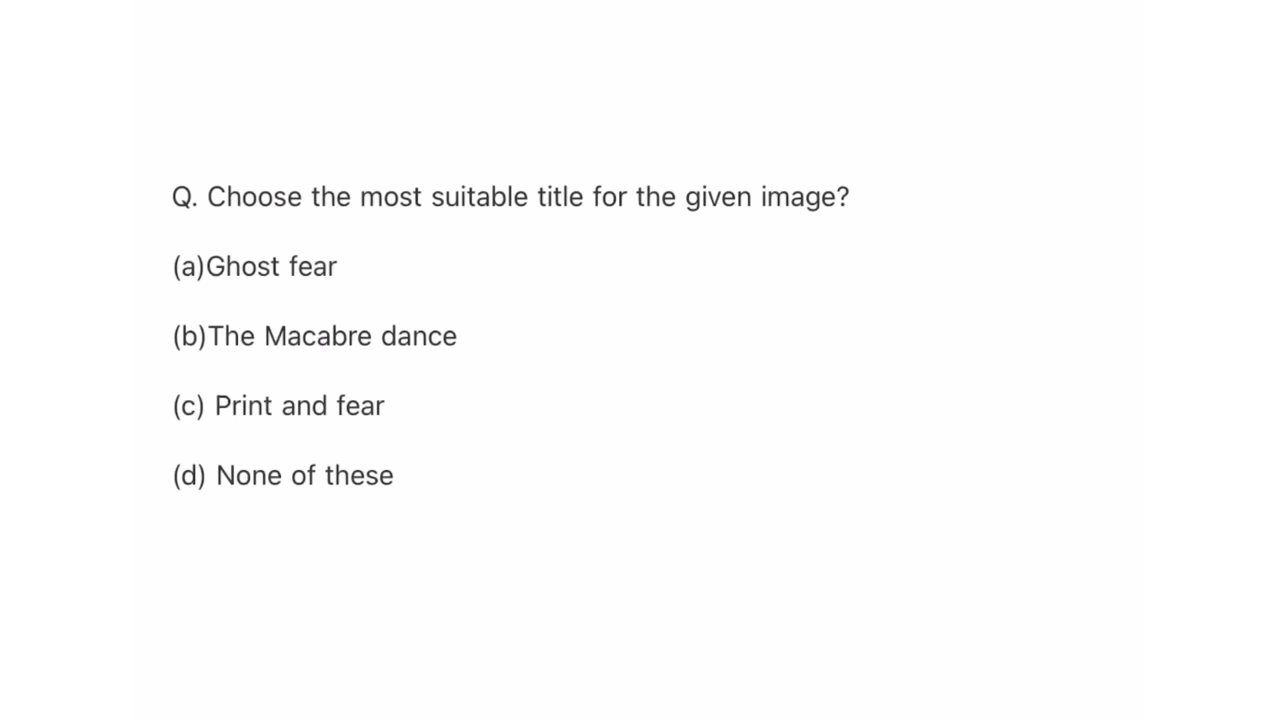 Q. Choose the most suitable title for the given image?
(a)Ghost fear
(b)The Macabre dance
(c) Print and fear
(d) None of these